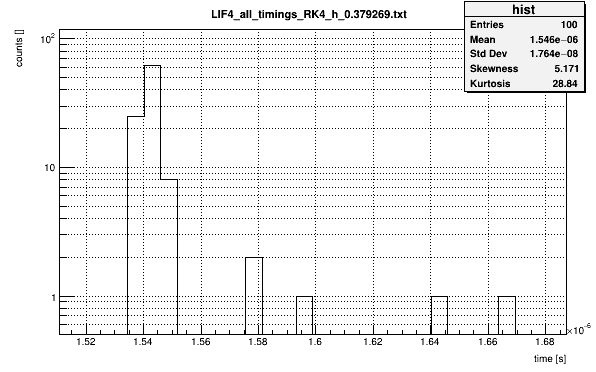 LIF4_all_timings_RK4_h_0.379269.txt
hist
Entries 100
Mean 1.546e−06
Std Dev 1.764e−08
Skewness 5.171
Kurtosis 28.84
counts []
10²
10
1
1.52 1.54 1.56 1.58 1.6 1.62 1.64 1.66 1.68
×10⁻⁶
time [s]